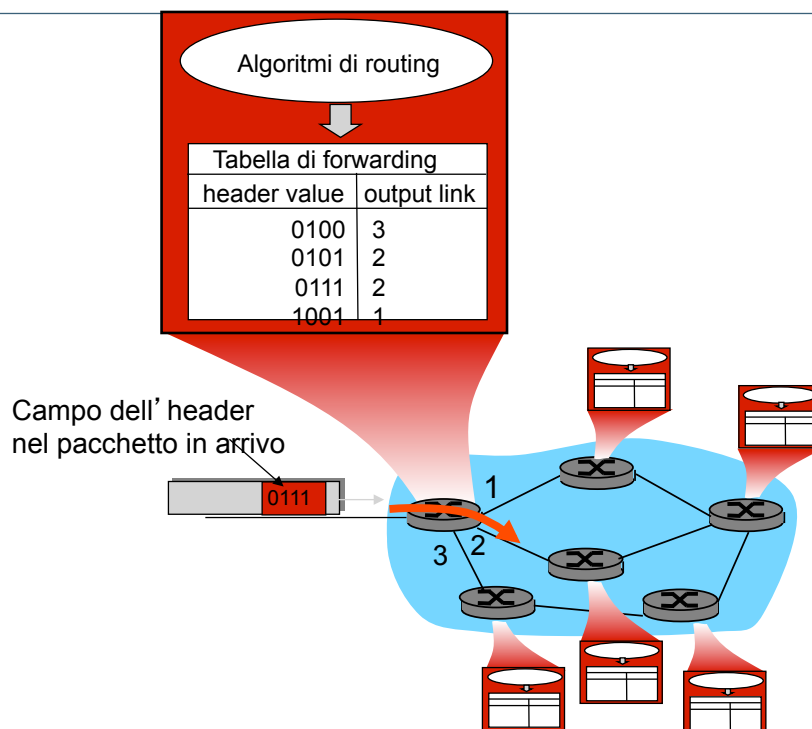 Algoritmi di routing
Tabella di forwarding
header value output link
0100 3
0101 2
0111 2
1001 1
Campo dell’ header
nel pacchetto in arrivo
0111
1
2
3